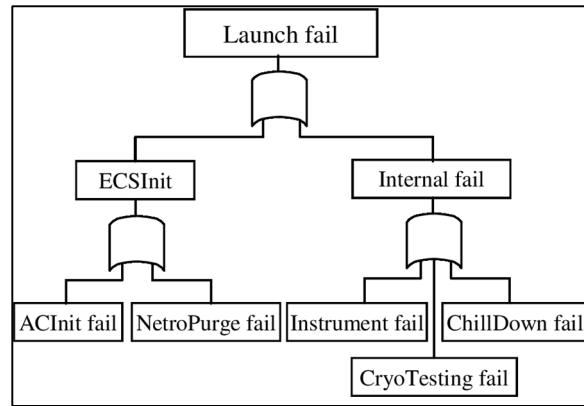 Launch fail
ECSInit
Internal fail
ACInit fail
NetroPurge fail
Instrument fail
ChillDown fail
CryoTesting fail